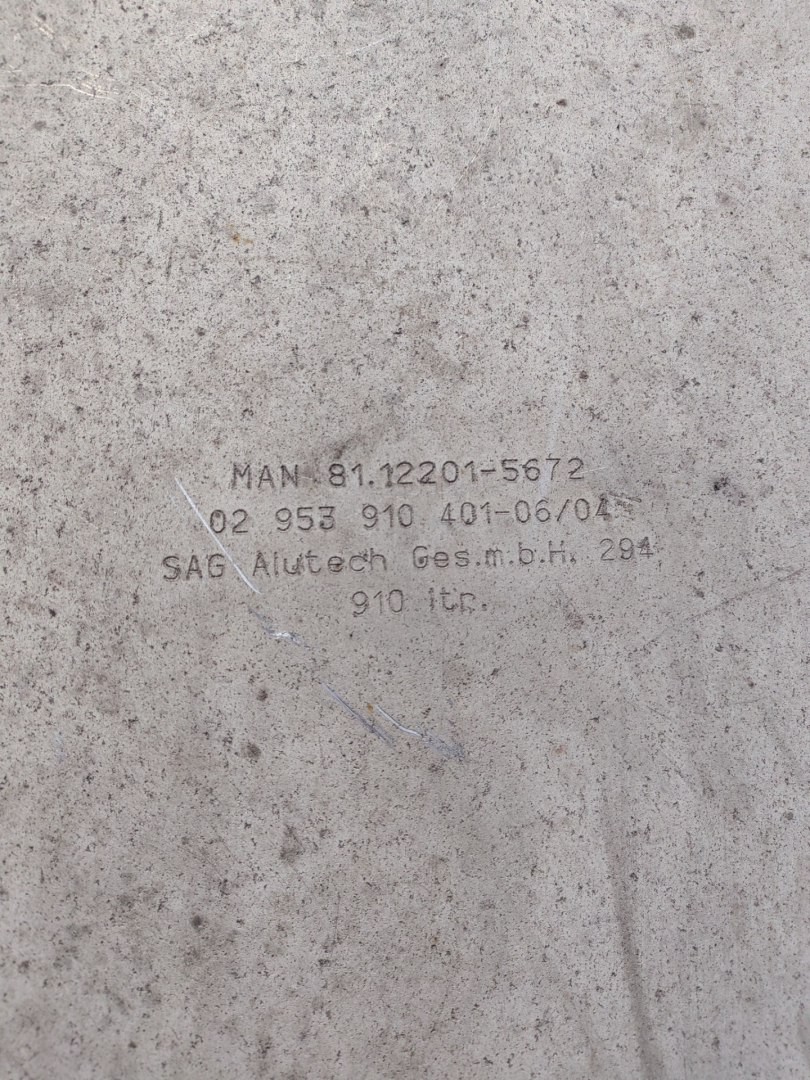 MAN 81.12201-5672
02 953 910 401-06/04
SAG Alutech Ges.m.b.H. 294
910 ltr.